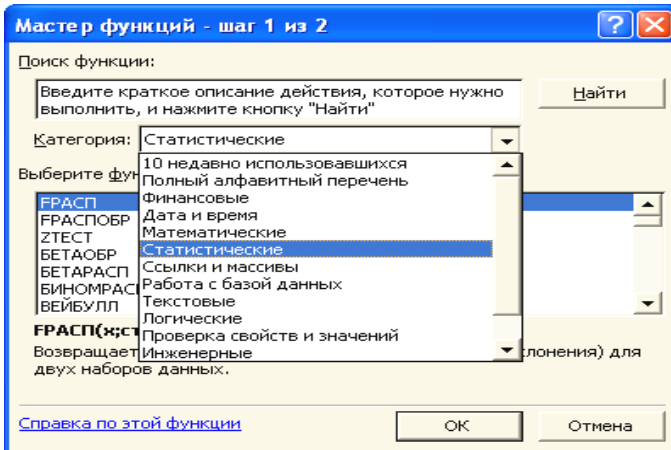 Мастер функций - шаг 1 из 2
Поиск функции:
Введите краткое описание действия, которое нужно
выполнить, и нажмите кнопку "Найти"
Найти
Категория: Статистические
10 недавно использовавшихся
Полный алфавитный перечень
Финансовые
Дата и время
Математические
Статистические
Ссылки и массивы
Работа с базой данных
Текстовые
Логические
Проверка свойств и значений
Инженерные
Выберите фун
FРАСП
FРАСПОБР
ZТЕСТ
БЕТАОБР
БЕТАРАСП
БИНОМРАС
ВЕЙБУЛЛ
FРАСП(x;ст
Возвращает лонения) для
двух наборов данных.
Справка по этой функции
ОК
Отмена